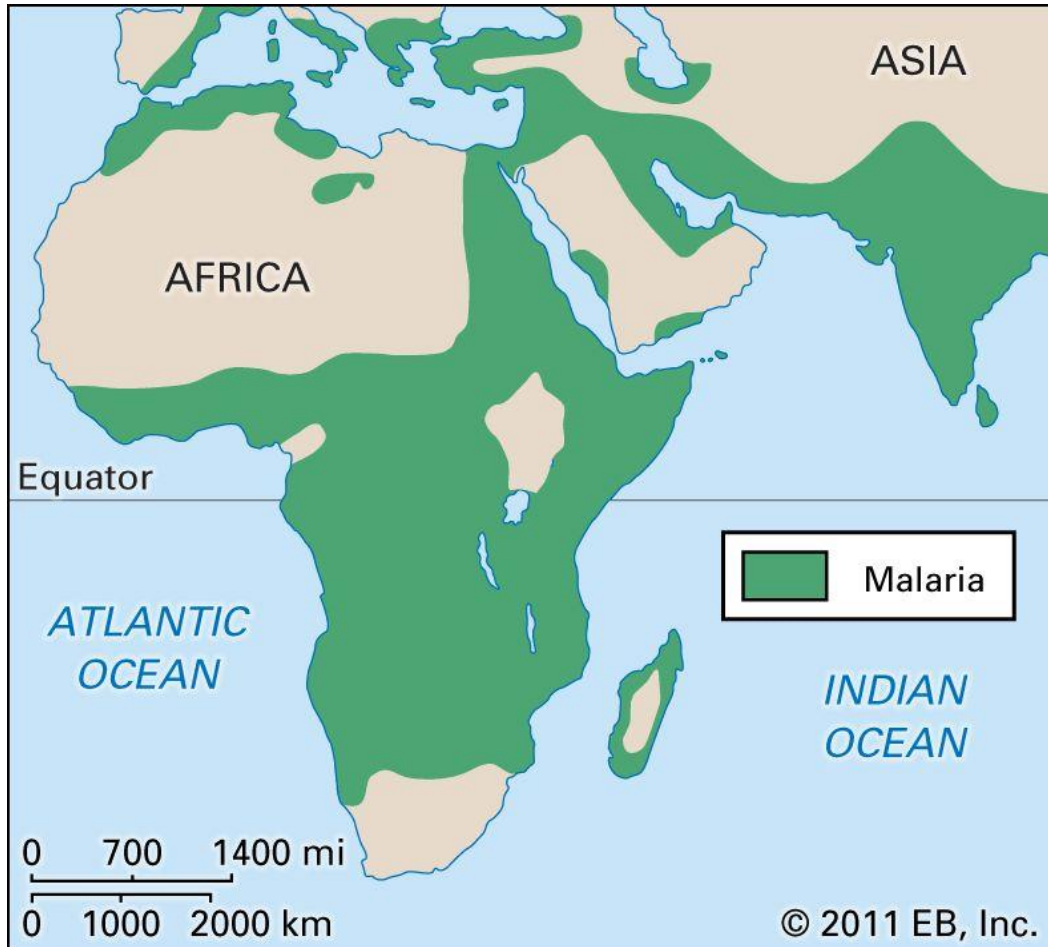 ASIA
AFRICA
Equator
Malaria
ATLANTIC
OCEAN
INDIAN
OCEAN
0 700 1400 mi
0 1000 2000 km
© 2011 EB, Inc.